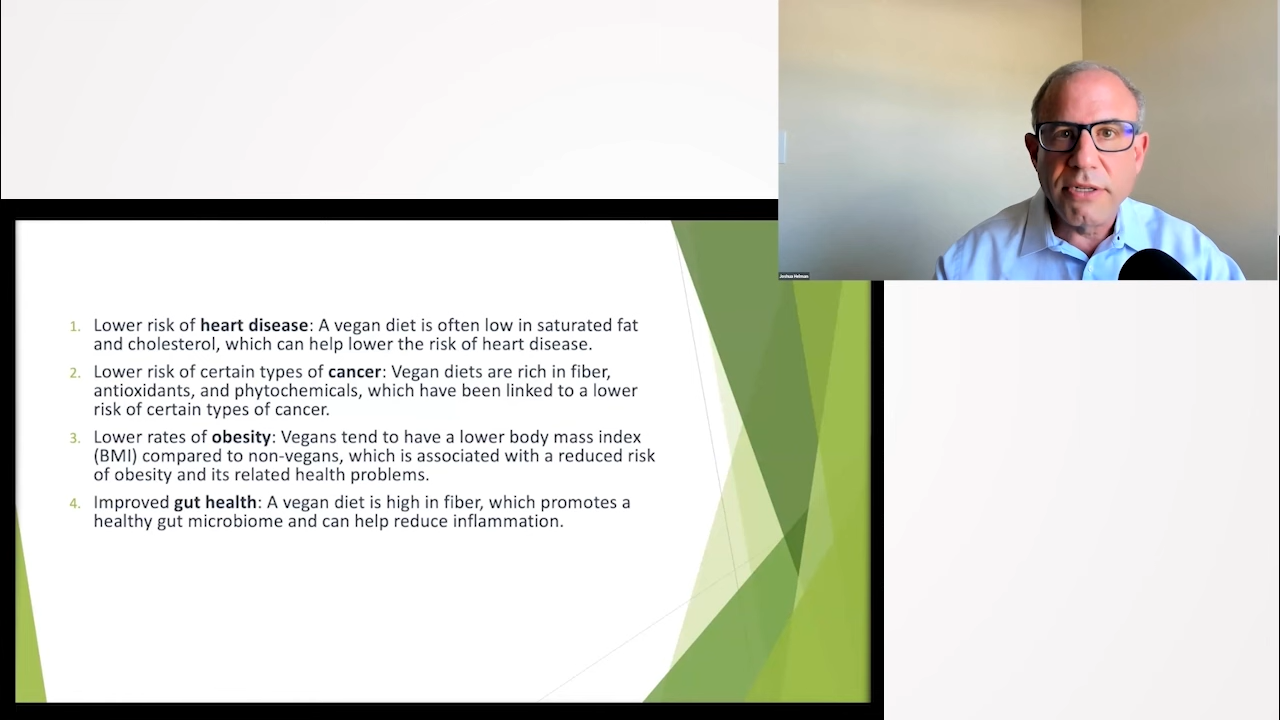 Joshua Helman
1. Lower risk of heart disease: A vegan diet is often low in saturated fat
and cholesterol, which can help lower the risk of heart disease.
2. Lower risk of certain types of cancer: Vegan diets are rich in fiber,
antioxidants, and phytochemicals, which have been linked to a lower
risk of certain types of cancer.
3. Lower rates of obesity: Vegans tend to have a lower body mass index
(BMI) compared to non-vegans, which is associated with a reduced risk
of obesity and its related health problems.
4. Improved gut health: A vegan diet is high in fiber, which promotes a
healthy gut microbiome and can help reduce inflammation.